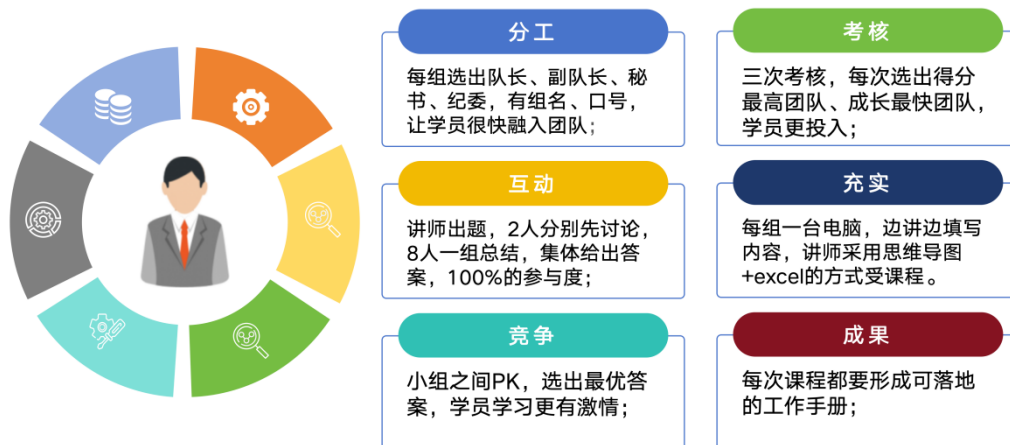 分工
每组选出队长、副队长、秘
书、纪委，有组名、口号，
让学员很快融入团队；
考核
三次考核，每次选出得分
最高团队、成长最快团队，
学员更投入；
互动
讲师出题，2人分别先讨论，
8人一组总结，集体给出答
案，100%的参与度；
充实
每组一台电脑，边讲边填写
内容，讲师采用思维导图
+excel的方式受课程。
竞争
小组之间PK，选出最优答
案，学员学习更有激情；
成果
每次课程都要形成可落地
的工作手册；